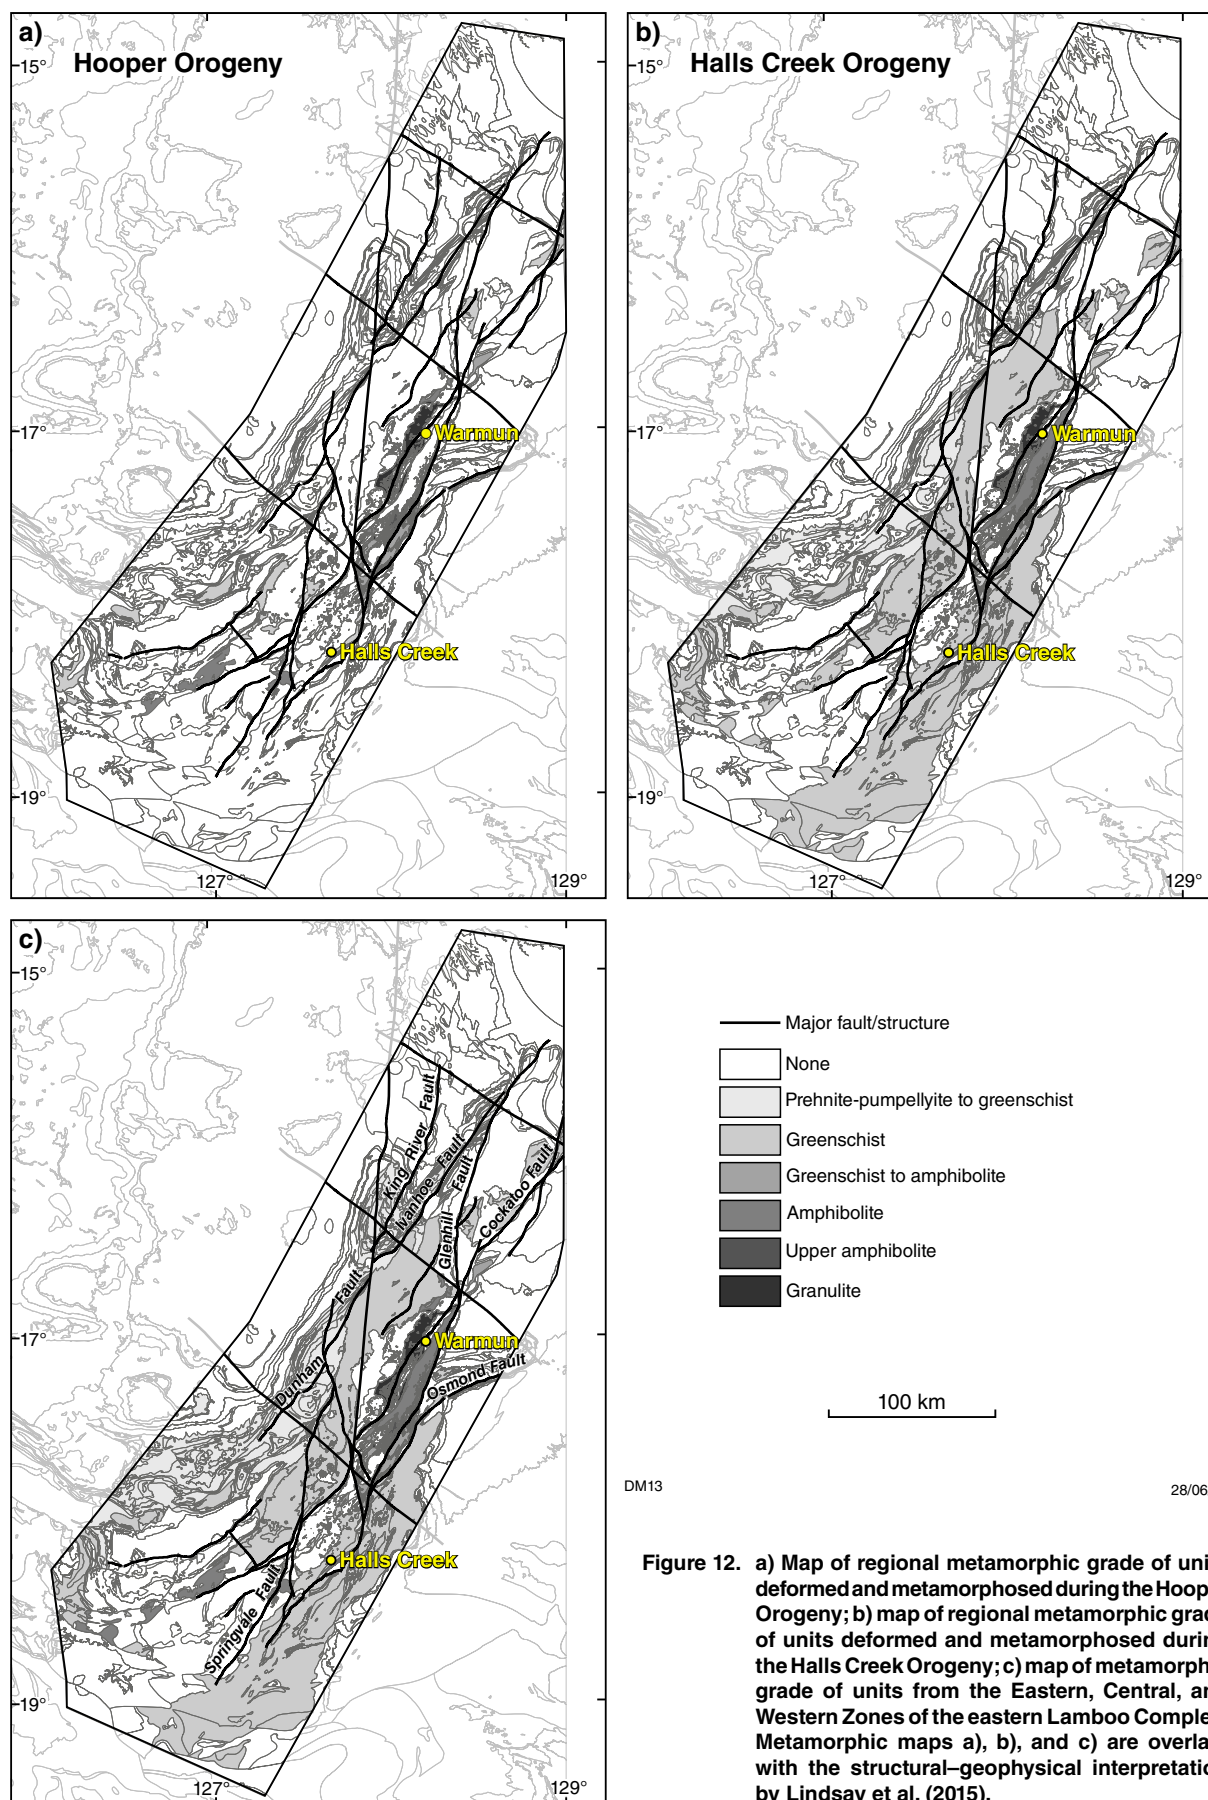 a)
Hooper Orogeny
15°
17°
19°
127°
129°
Warmun
Halls Creek
b)
Halls Creek Orogeny
15°
17°
19°
127°
129°
Warmun
Halls Creek
c)
15°
17°
19°
127°
129°
King River Fault
Ivanhoe Fault
Glenhill Fault
Cockatoo Fault
Dunham Fault
Warmun
Osmond Fault
Halls Creek
Springvale Fault
Major fault/structure
None
Prehnite-pumpellyite to greenschist
Greenschist
Greenschist to amphibolite
Amphibolite
Upper amphibolite
Granulite
100 km
DM13
28/06
Figure 12. a) Map of regional metamorphic grade of uni
deformed and metamorphosed during the Hoop
Orogeny; b) map of regional metamorphic grad
of units deformed and metamorphosed durin
the Halls Creek Orogeny; c) map of metamorph
grade of units from the Eastern, Central, an
Western Zones of the eastern Lamboo Comple
Metamorphic maps a), b), and c) are overla
with the structural–geophysical interpretatio
by Lindsay et al. (2015).